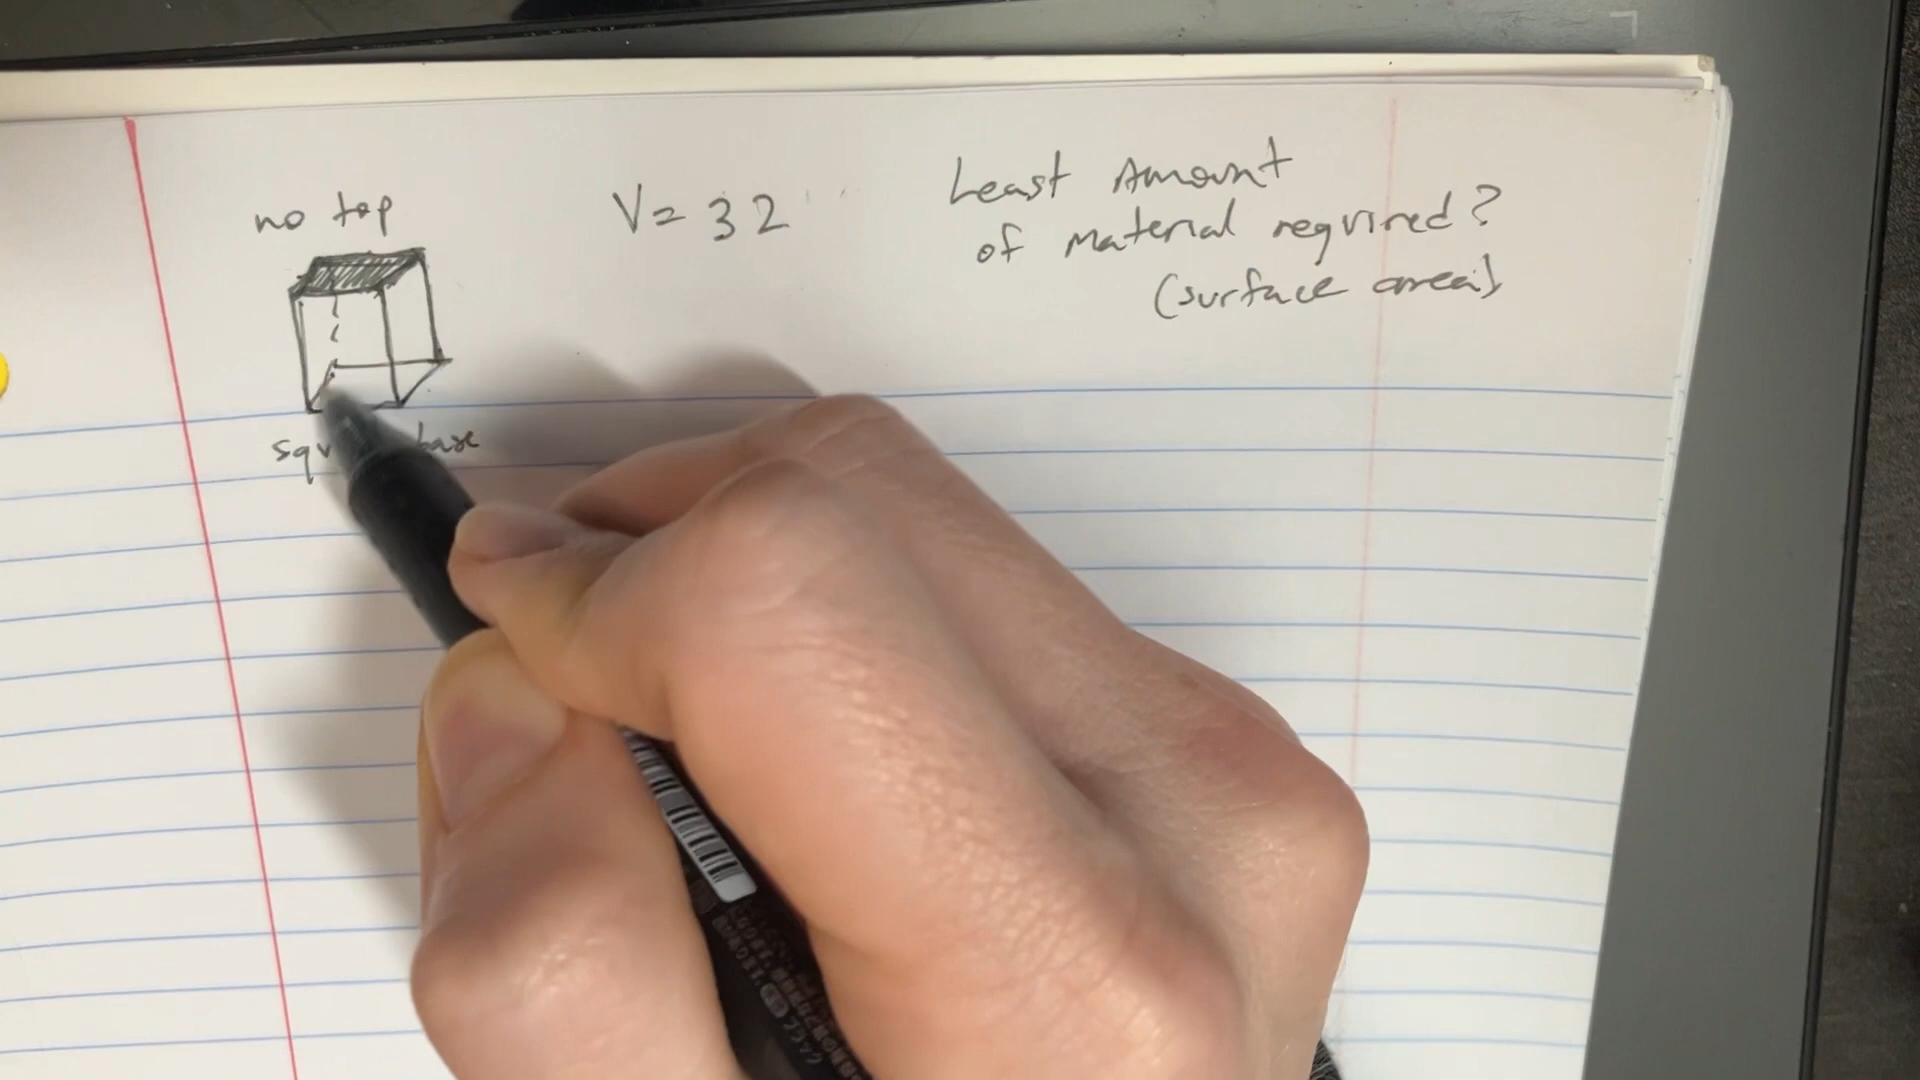 no top
V = 32
Least Amount
of material required?
(surface area)
base